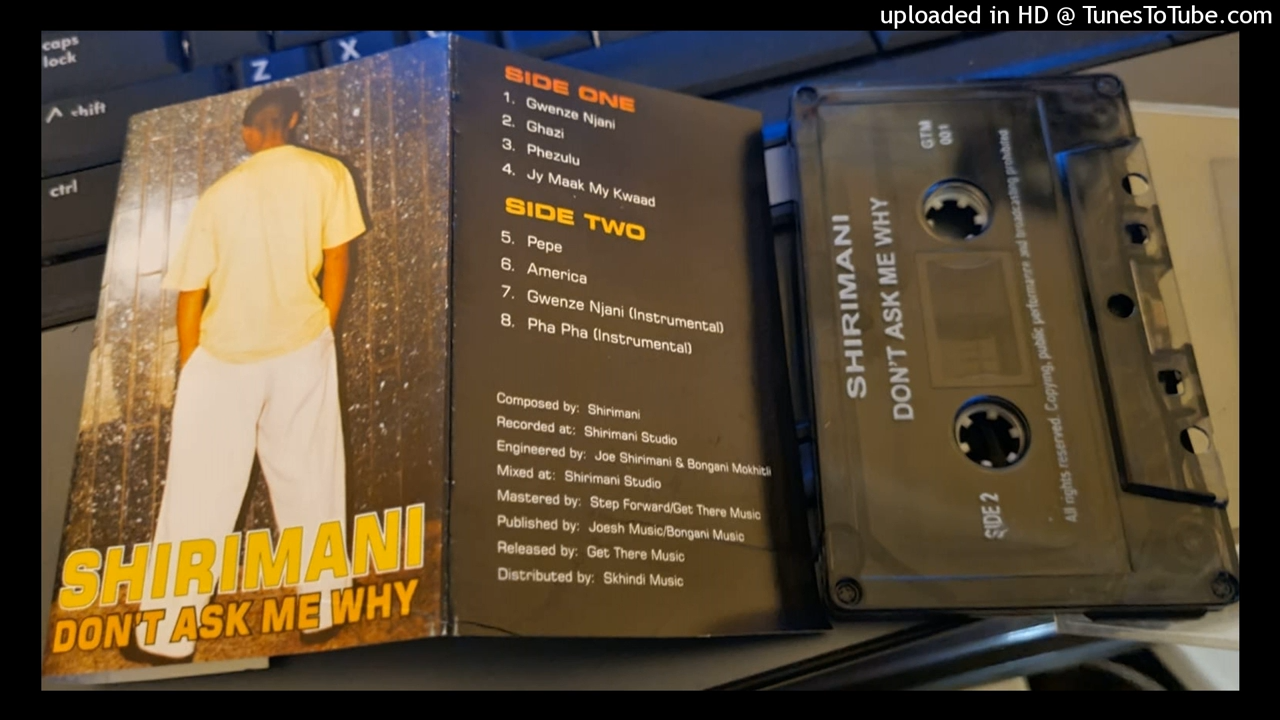 uploaded in HD @ TunesToTube.com
caps
lock
Z
X
shift
ctrl
SHIRIMANI
DON'T ASK ME WHY
SIDE ONE
1. Gwenze Njani
2. Ghazi
3. Phezulu
4. Jy Maak My Kwaad
SIDE TWO
5. Pepe
6. America
7. Gwenze Njani (Instrumental)
8. Pha Pha (Instrumental)
Composed by: Shirimani
Recorded at: Shirimani Studio
Engineered by: Joe Shirimani & Bongani Mokhitli
Mixed at: Shirimani Studio
Mastered by: Step Forward/Get There Music
Published by: Joesh Music/Bongani Music
Released by: Get There Music
Distributed by: Skhindi Music
SHIRIMANI
DON'T ASK ME WHY
GTM
001
SIDE 2
All rights reserved. Copying, public performance and broadcasting prohibited